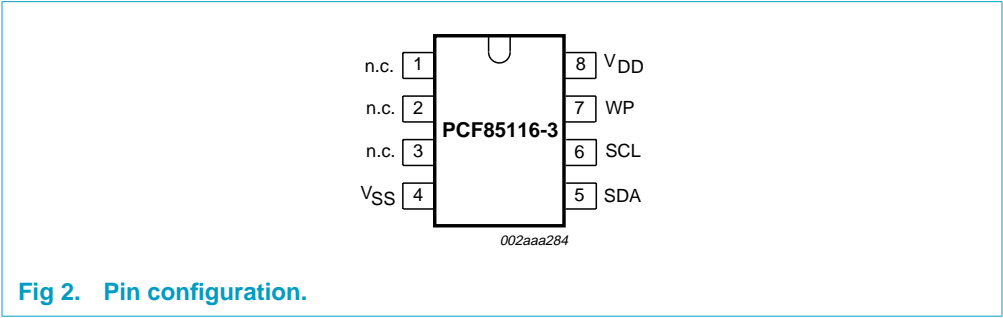 n.c. 1 8 VDD
n.c. 2 7 WP
PCF85116-3
n.c. 3 6 SCL
VSS 4 5 SDA
002aaa284
Fig 2. Pin configuration.